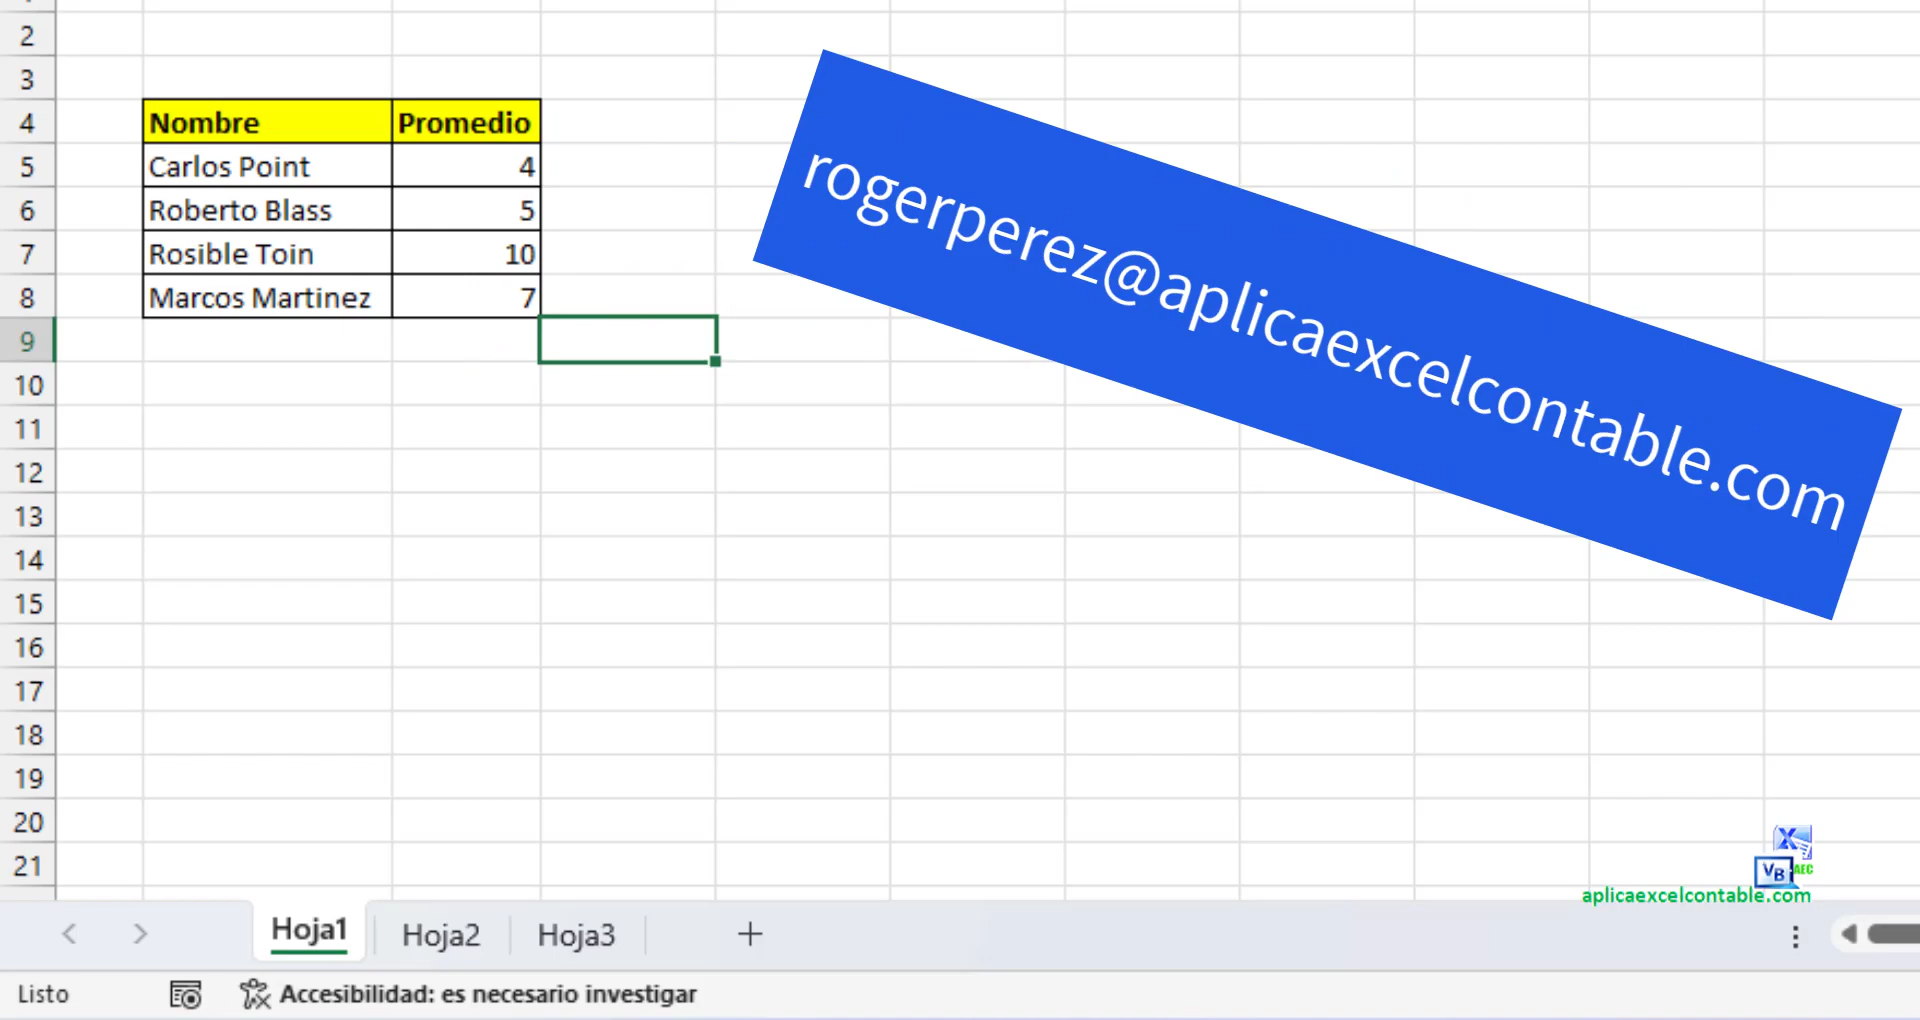 2
3
4 Nombre Promedio
5 Carlos Point 4
6 Roberto Blass 5
7 Rosible Toin 10
8 Marcos Martinez 7
9
10
11
12
13
14
15
16
17
18
19
20
21
rogerperez@aplicaexcelcontable.com
X
VB AEC
aplicaexcelcontable.com
Hoja1 Hoja2 Hoja3 +
Listo Accesibilidad: es necesario investigar